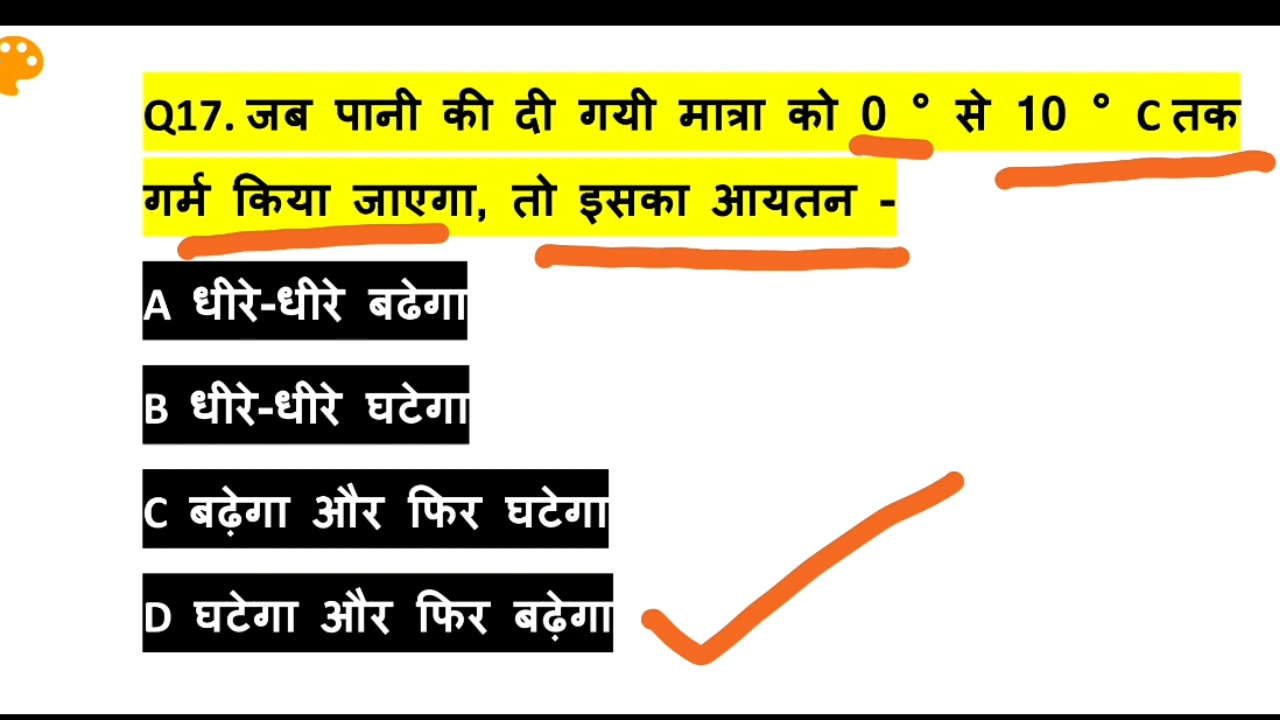 Q17. जब पानी की दी गयी मात्रा को 0 ° से 10 ° C तक
गर्म किया जाएगा, तो इसका आयतन -
A धीरे-धीरे बढेगा
B धीरे-धीरे घटेगा
C बढ़ेगा और फिर घटेगा
D घटेगा और फिर बढ़ेगा